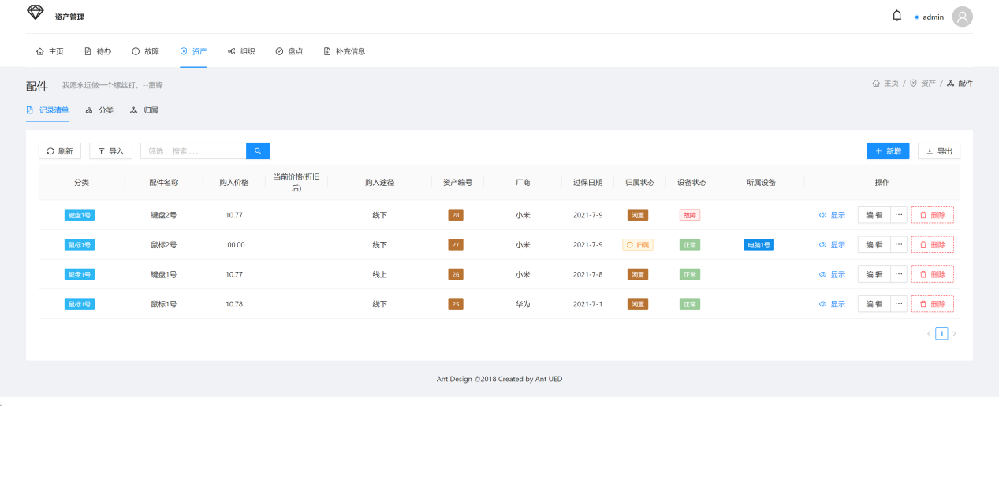 资产管理
admin
主页 待办 故障 资产 组织 盘点 补充信息
配件 我愿永远做一个螺丝钉。--雷锋
主页 / 资产 / 配件
记录清单 分类 归属
刷新 导入 筛选 、搜索 . . . 新增 导出
分类 配件名称 购入价格 当前价格(折旧后) 购入途径 资产编号 厂商 过保日期 归属状态 设备状态 所属设备 操作
键盘1号 键盘2号 10.77 线下 28 小米 2021-7-9 闲置 故障 显示 编 辑 ··· 删除
鼠标1号 鼠标2号 100.00 线下 27 小米 2021-7-9 归属 正常 电脑1号 显示 编 辑 ··· 删除
键盘1号 键盘1号 10.77 线上 26 小米 2021-7-8 闲置 正常 显示 编 辑 ··· 删除
鼠标1号 鼠标1号 10.78 线下 25 华为 2021-7-1 闲置 正常 显示 编 辑 ··· 删除
< 1 >
Ant Design ©2018 Created by Ant UED